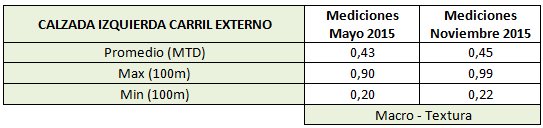 CALZADA IZQUIERDA CARRIL EXTERNO Mediciones Mayo 2015 Mediciones Noviembre 2015
Promedio (MTD) 0,43 0,45
Max (100m) 0,90 0,99
Min (100m) 0,20 0,22
Macro - Textura